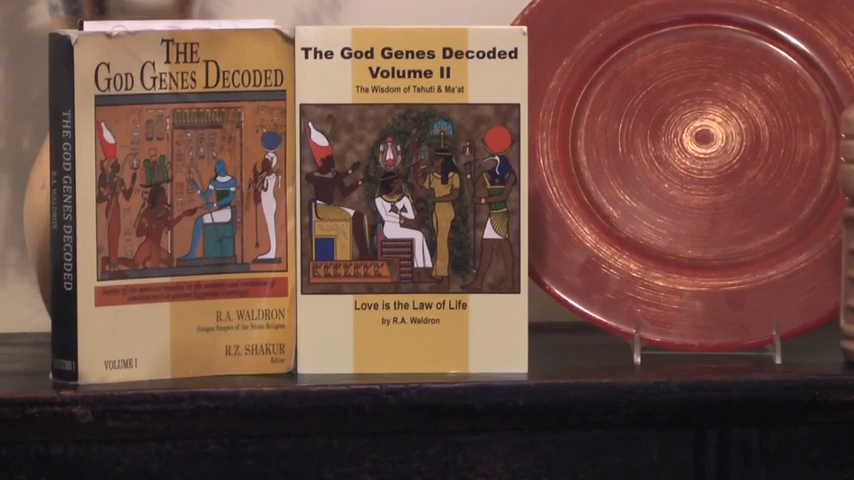 THE GOD GENES DECODED
R.A. WALDRON
THE
GOD GENES DECODED
R.A. WALDRON
R.Z. SHAKUR
Editor
VOLUME I
The God Genes Decoded
Volume II
The Wisdom of Tehuti & Ma'at
Love is the Law of Life
by R.A. Waldron